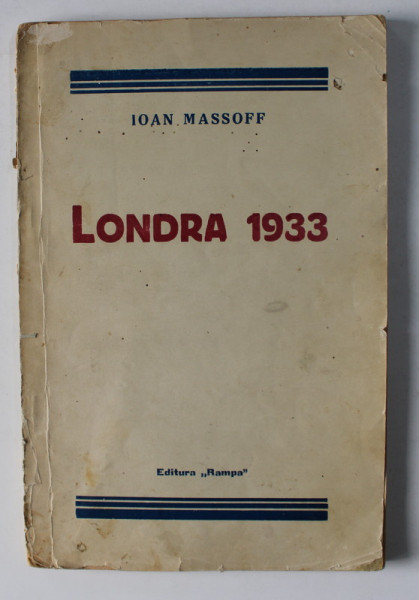 IOAN MASSOFF
LONDRA 1933
Editura „Rampa"